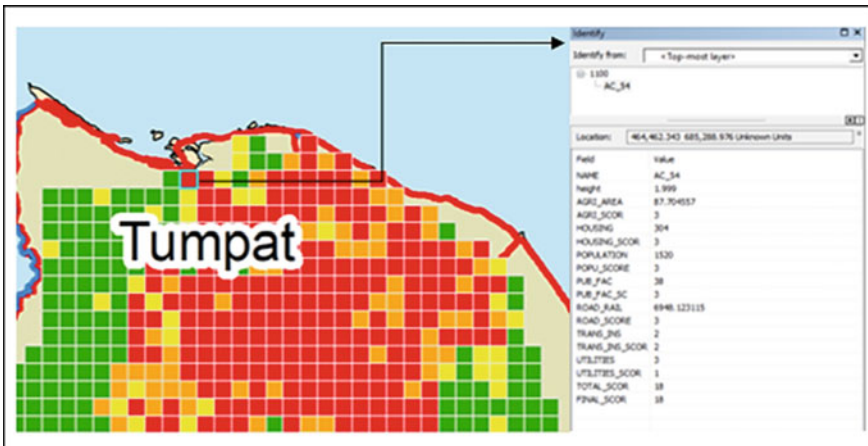 Tumpat
Identify
Identify from: <Top-most layer>
1100
AC_54
Location: 464,462.343 685,288.976 Unknown Units
Field Value
NAME AC_54
height 1.999
AGRI_AREA 87.704557
AGRI_SCOR 3
HOUSING 304
HOUSING_SCOR 3
POPULATION 1520
POPU_SCORE 3
PUB_FAC 38
PUB_FAC_SC 3
ROAD_RAIL 6948.123115
ROAD_SCORE 3
TRANS_INS 2
TRANS_INS_SCOR 2
UTILITIES 3
UTILITIES_SCOR 1
TOTAL_SCOR 18
FINAL_SCOR 18